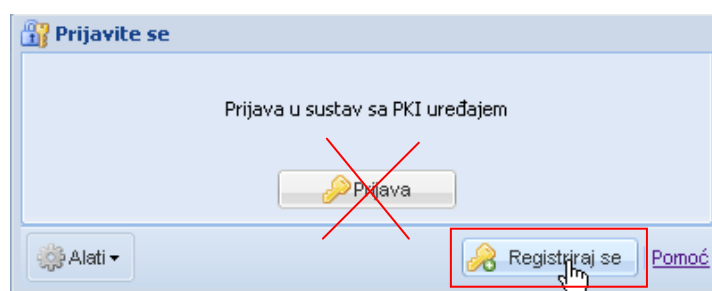 Prijavite se
Prijava u sustav sa PKI uređajem
Prijava
Alati
Registriraj se
Pomoć